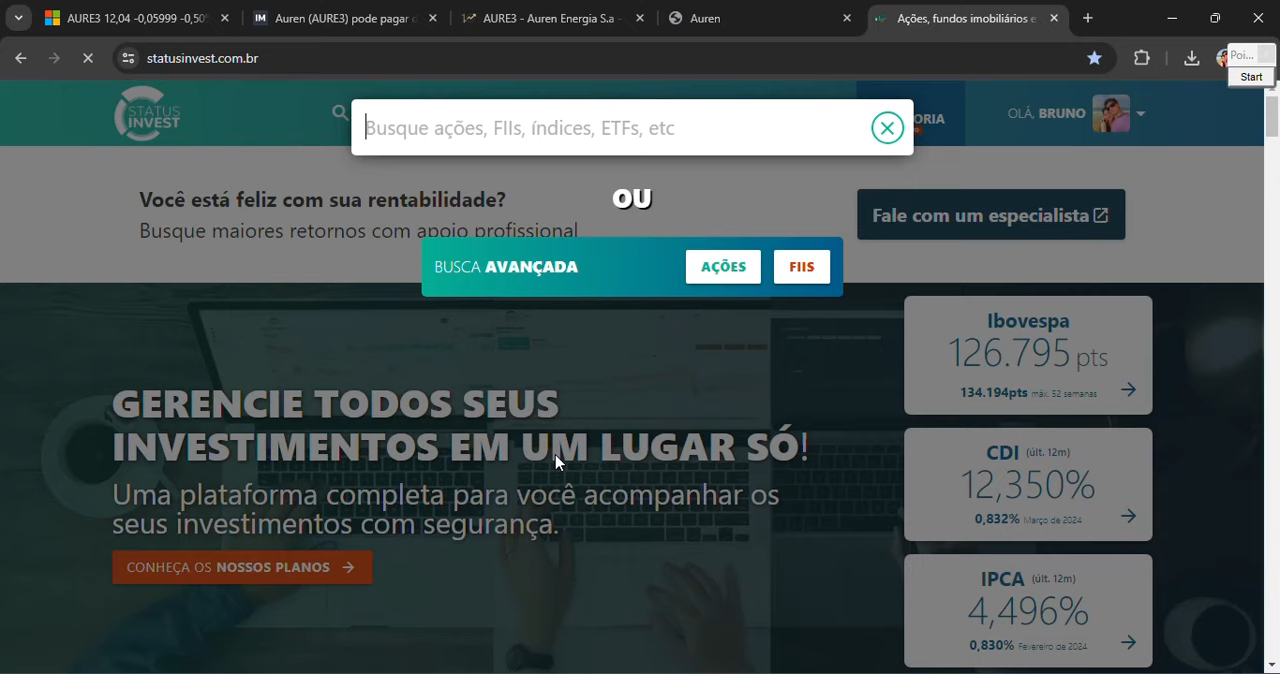 AURE3 12,04 -0,05999 -0,50
Auren (AURE3) pode pagar d
AURE3 - Auren Energia S.a -
Auren
Ações, fundos imobiliários e
statusinvest.com.br
Poi...
Start
STATUS
INVEST
Busque ações, FIIs, índices, ETFs, etc
ORIA
OLÁ, BRUNO
Você está feliz com sua rentabilidade?
Busque maiores retornos com apoio profissional
OU
Fale com um especialista
BUSCA AVANÇADA
AÇÕES
FIIS
GERENCIE TODOS SEUS
INVESTIMENTOS EM UM LUGAR SÓ!
Uma plataforma completa para você acompanhar os
seus investimentos com segurança.
CONHEÇA OS NOSSOS PLANOS
Ibovespa
126.795 pts
134.194pts máx. 52 semanas
CDI (últ. 12m)
12,350%
0,832% Março de 2024
IPCA (últ. 12m)
4,496%
0,830% Fevereiro de 2024